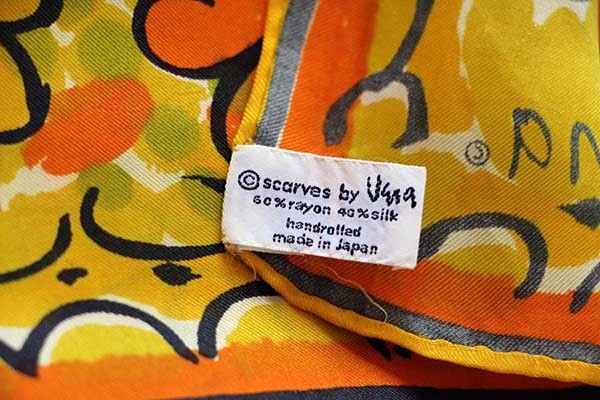 © scarves by Vera
60% rayon 40% silk
handrolled
made in Japan
©